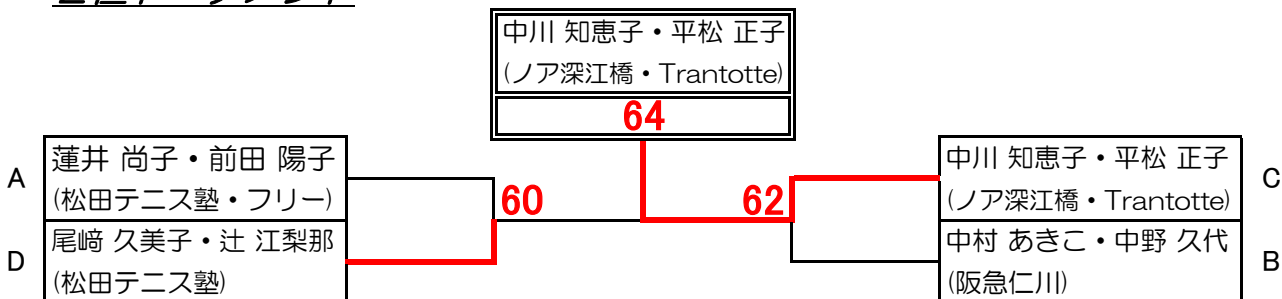 中川 知恵子・平松 正子
(ノア深江橋・Trantotte)
64
A
蓮井 尚子・前田 陽子
(松田テニス塾・フリー)
D
尾﨑 久美子・辻 江梨那
(松田テニス塾)
60
62
中川 知恵子・平松 正子
(ノア深江橋・Trantotte)
C
中村 あきこ・中野 久代
(阪急仁川)
B